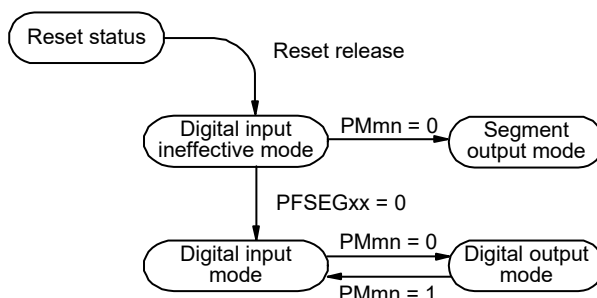 Reset status
Reset release
Digital input
ineffective mode
PMmn = 0
Segment
output mode
PFSEGxx = 0
Digital input
mode
PMmn = 0
Digital output
mode
PMmn = 1